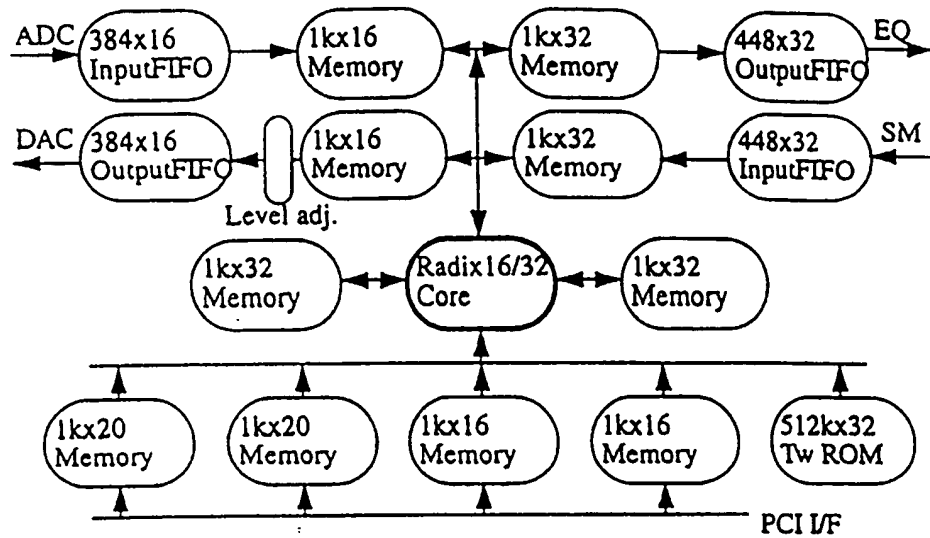 ADC
384x16
InputFIFO
1kx16
Memory
1kx32
Memory
448x32
OutputFIFO
EQ
DAC
384x16
OutputFIFO
Level adj.
1kx16
Memory
1kx32
Memory
448x32
InputFIFO
SM
1kx32
Memory
Radix16/32
Core
1kx32
Memory
1kx20
Memory
1kx20
Memory
1kx16
Memory
1kx16
Memory
512kx32
Tw ROM
PCI I/F